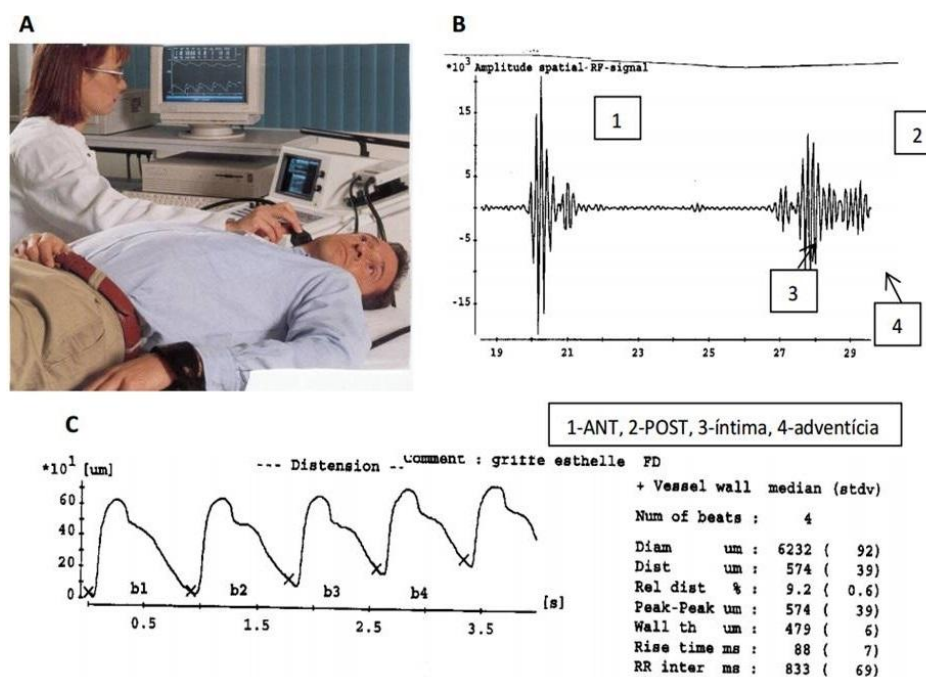 A
B
*10³ Amplitude spatial-RF-signal
15
5
-5
-15
19
21
23
25
27
29
1
2
3
4
1-ANT, 2-POST, 3-íntima, 4-adventícia
C
*10¹ [um]
--- Distension --
Comment : griffe esthelle FD
60
40
20
0
b1
b2
b3
b4
[s]
0.5
1.5
2.5
3.5
+ Vessel wall median (stdv)
Num of beats : 4
Diam um : 6232 ( 92)
Dist um : 574 ( 39)
Rel dist % : 9.2 ( 0.6)
Peak-Peak um : 574 ( 39)
Wall th um : 479 ( 6)
Rise time ms : 88 ( 7)
RR inter ms : 833 ( 69)